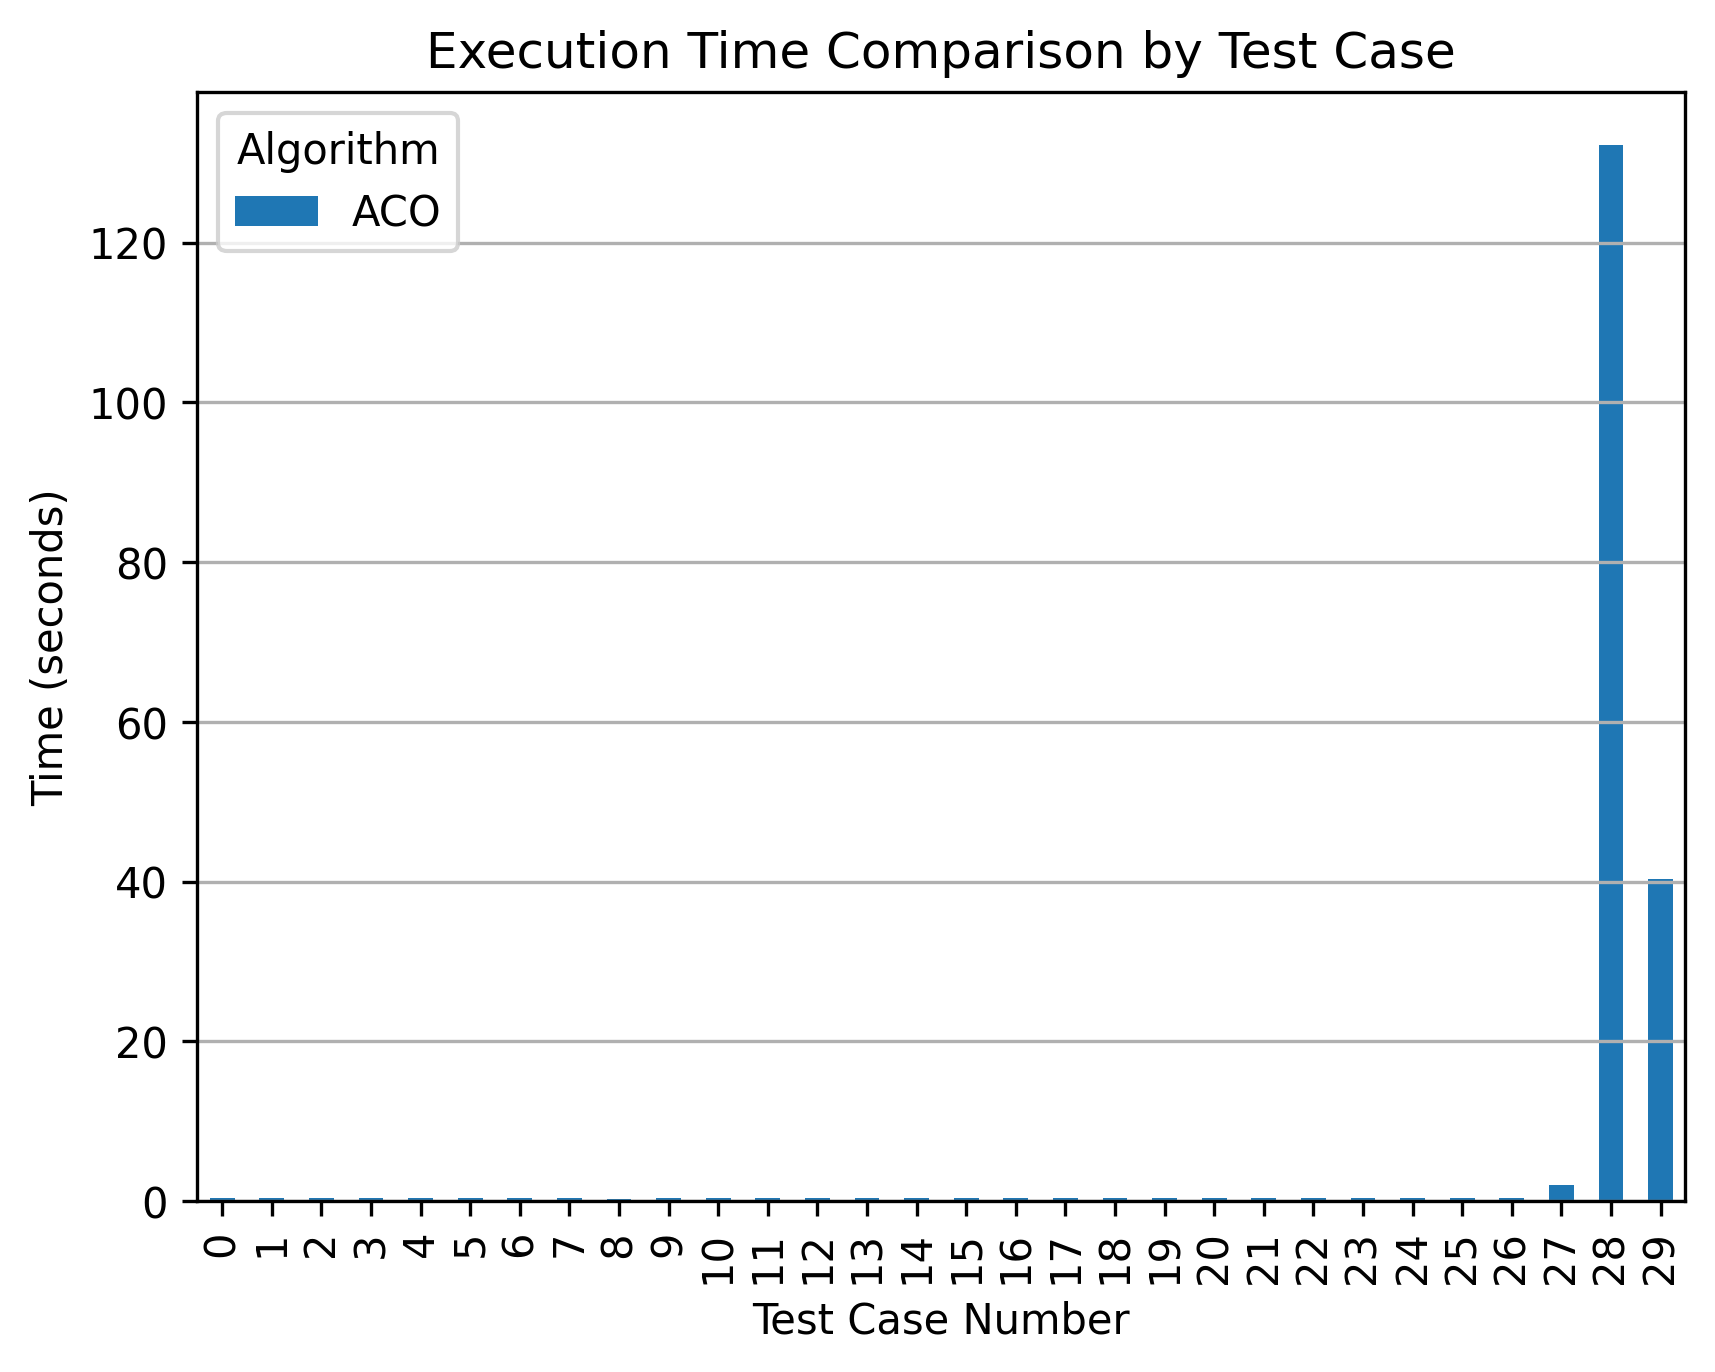 Execution Time Comparison by Test Case
Algorithm
ACO
Time (seconds)
120
100
80
60
40
20
0
0 1 2 3 4 5 6 7 8 9 10 11 12 13 14 15 16 17 18 19 20 21 22 23 24 25 26 27 28 29
Test Case Number